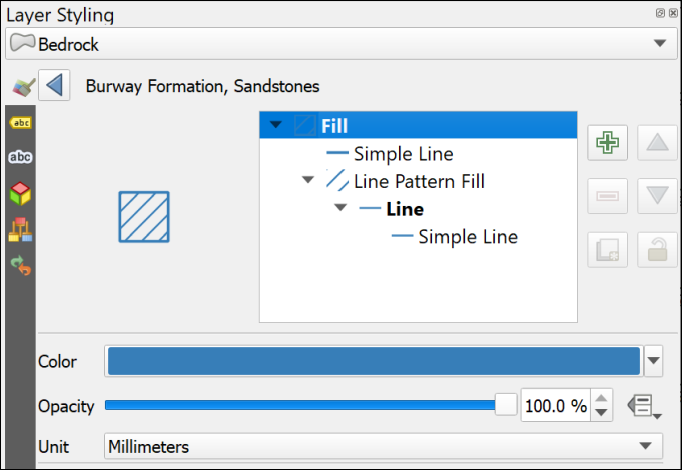 Layer Styling
Bedrock
Burway Formation, Sandstones
abc
abc
Fill
Simple Line
Line Pattern Fill
Line
Simple Line
Color
Opacity
100.0 %
Unit
Millimeters